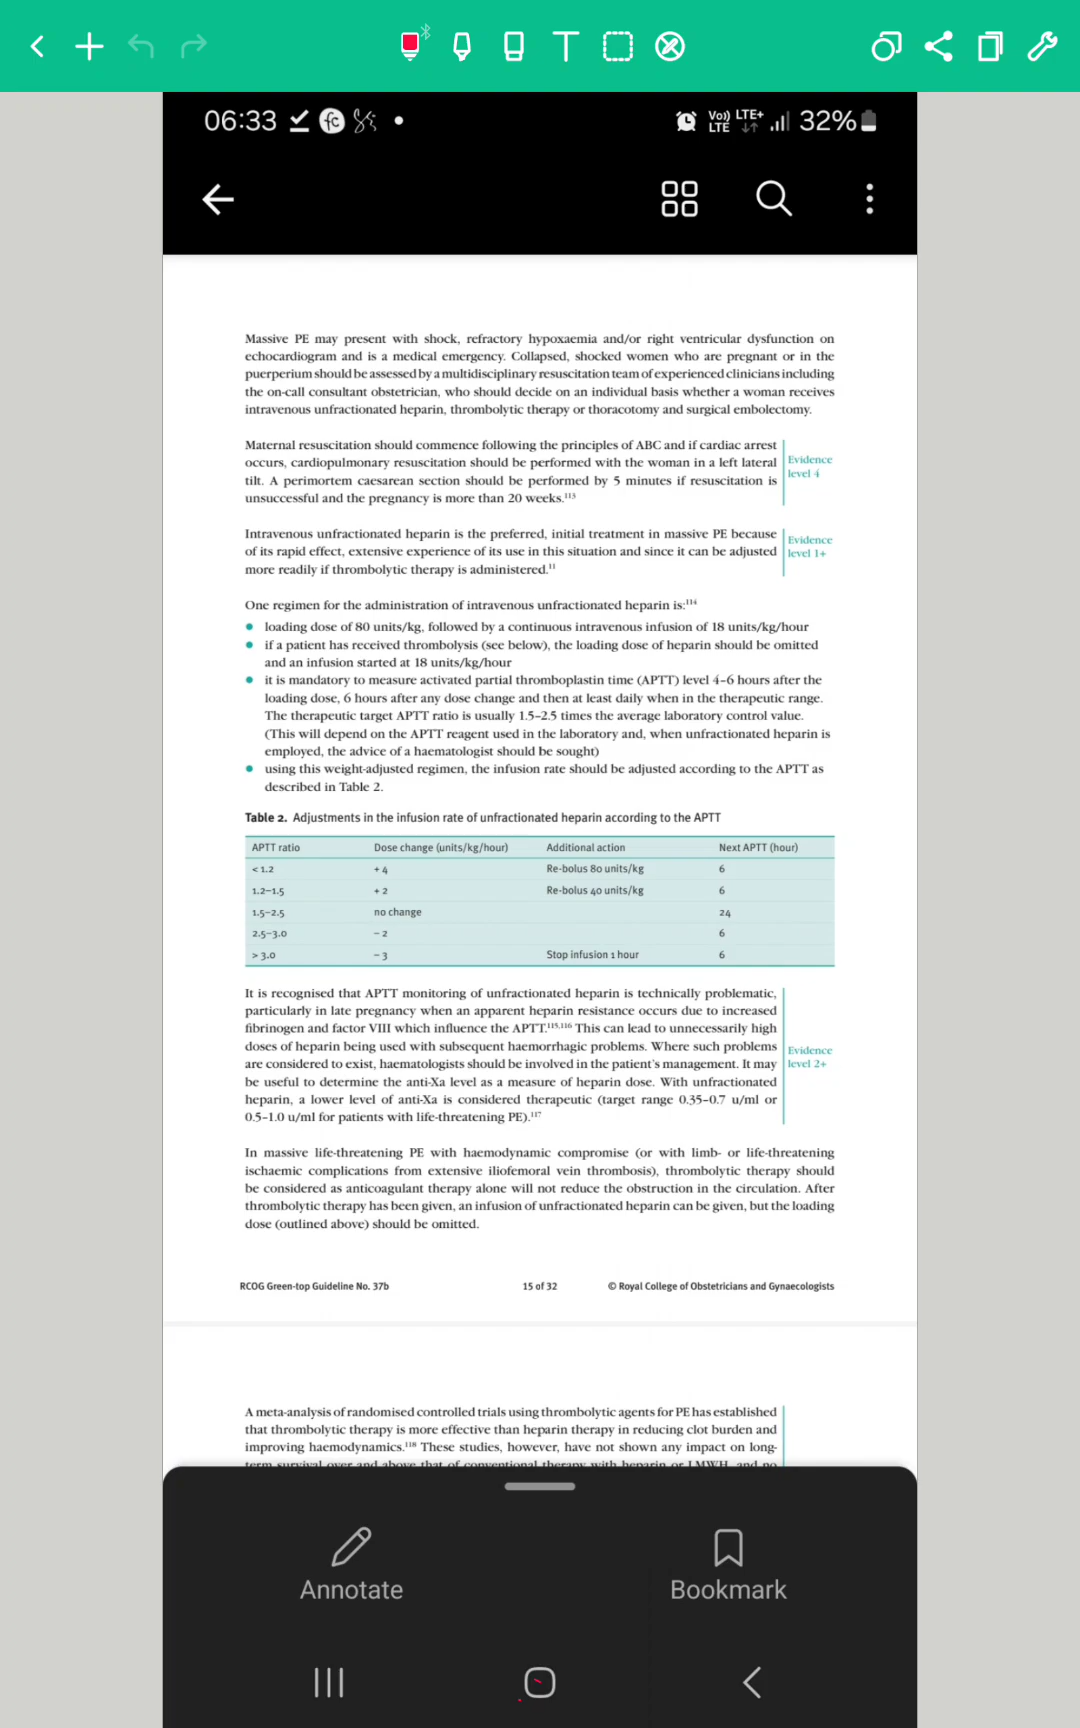 06:33
Vo)) LTE LTE+ 32%
Massive PE may present with shock, refractory hypoxaemia and/or right ventricular dysfunction on
echocardiogram and is a medical emergency. Collapsed, shocked women who are pregnant or in the
puerperium should be assessed by a multidisciplinary resuscitation team of experienced clinicians including
the on-call consultant obstetrician, who should decide on an individual basis whether a woman receives
intravenous unfractionated heparin, thrombolytic therapy or thoracotomy and surgical embolectomy.
Maternal resuscitation should commence following the principles of ABC and if cardiac arrest
occurs, cardiopulmonary resuscitation should be performed with the woman in a left lateral
tilt. A perimortem caesarean section should be performed by 5 minutes if resuscitation is
unsuccessful and the pregnancy is more than 20 weeks.¹¹³
Evidence
level 4
Intravenous unfractionated heparin is the preferred, initial treatment in massive PE because
of its rapid effect, extensive experience of its use in this situation and since it can be adjusted
more readily if thrombolytic therapy is administered.¹¹
Evidence
level 1+
One regimen for the administration of intravenous unfractionated heparin is:¹¹⁴
● loading dose of 80 units/kg, followed by a continuous intravenous infusion of 18 units/kg/hour
● if a patient has received thrombolysis (see below), the loading dose of heparin should be omitted
and an infusion started at 18 units/kg/hour
● it is mandatory to measure activated partial thromboplastin time (APTT) level 4–6 hours after the
loading dose, 6 hours after any dose change and then at least daily when in the therapeutic range.
The therapeutic target APTT ratio is usually 1.5–2.5 times the average laboratory control value.
(This will depend on the APTT reagent used in the laboratory and, when unfractionated heparin is
employed, the advice of a haematologist should be sought)
● using this weight-adjusted regimen, the infusion rate should be adjusted according to the APTT as
described in Table 2.
Table 2. Adjustments in the infusion rate of unfractionated heparin according to the APTT
APTT ratio Dose change (units/kg/hour) Additional action Next APTT (hour)
< 1.2 + 4 Re-bolus 80 units/kg 6
1.2–1.5 + 2 Re-bolus 40 units/kg 6
1.5–2.5 no change 24
2.5–3.0 – 2 6
> 3.0 – 3 Stop infusion 1 hour 6
It is recognised that APTT monitoring of unfractionated heparin is technically problematic,
particularly in late pregnancy when an apparent heparin resistance occurs due to increased
fibrinogen and factor VIII which influence the APTT.¹¹⁵,¹¹⁶ This can lead to unnecessarily high
doses of heparin being used with subsequent haemorrhagic problems. Where such problems
are considered to exist, haematologists should be involved in the patient's management. It may
be useful to determine the anti-Xa level as a measure of heparin dose. With unfractionated
heparin, a lower level of anti-Xa is considered therapeutic (target range 0.35–0.7 u/ml or
0.5–1.0 u/ml for patients with life-threatening PE).¹¹⁷
Evidence
level 2+
In massive life-threatening PE with haemodynamic compromise (or with limb- or life-threatening
ischaemic complications from extensive iliofemoral vein thrombosis), thrombolytic therapy should
be considered as anticoagulant therapy alone will not reduce the obstruction in the circulation. After
thrombolytic therapy has been given, an infusion of unfractionated heparin can be given, but the loading
dose (outlined above) should be omitted.
RCOG Green-top Guideline No. 37b 15 of 32 © Royal College of Obstetricians and Gynaecologists
A meta-analysis of randomised controlled trials using thrombolytic agents for PE has established
that thrombolytic therapy is more effective than heparin therapy in reducing clot burden and
improving haemodynamics.¹¹⁸ These studies, however, have not shown any impact on long-
term survival over and above that of conventional therapy with heparin or LMWH, and no
Annotate Bookmark